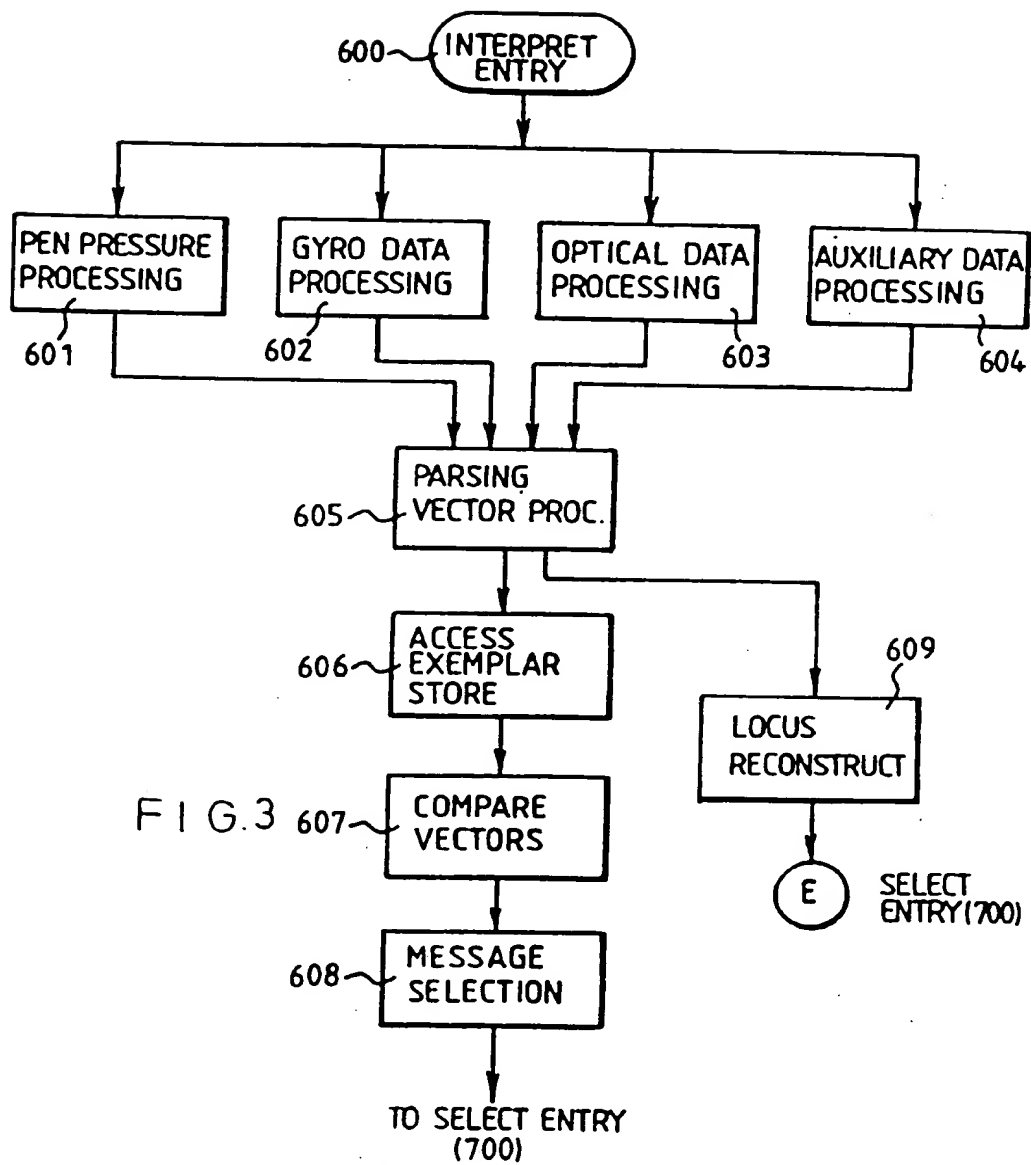 600
INTERPRET
ENTRY
PEN PRESSURE
PROCESSING
601
GYRO DATA
PROCESSING
602
OPTICAL DATA
PROCESSING
603
AUXILIARY DATA
PROCESSING
604
PARSING
VECTOR PROC.
605
ACCESS
EXEMPLAR
STORE
606
609
LOCUS
RECONSTRUCT
FIG.3
607
COMPARE
VECTORS
E
SELECT
ENTRY(700)
608
MESSAGE
SELECTION
TO SELECT ENTRY
(700)